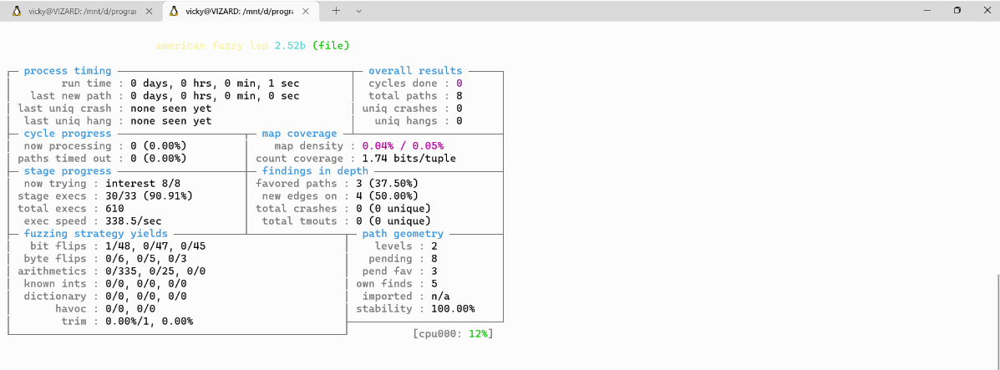 vicky@VIZARD: /mnt/d/prograr vicky@VIZARD: /mnt/d/progra
american fuzzy lop 2.52b (file)
process timing overall results
run time : 0 days, 0 hrs, 0 min, 1 sec cycles done : 0
last new path : 0 days, 0 hrs, 0 min, 0 sec total paths : 8
last uniq crash : none seen yet uniq crashes : 0
last uniq hang : none seen yet uniq hangs : 0
cycle progress map coverage
now processing : 0 (0.00%) map density : 0.04% / 0.05%
paths timed out : 0 (0.00%) count coverage : 1.74 bits/tuple
stage progress findings in depth
now trying : interest 8/8 favored paths : 3 (37.50%)
stage execs : 30/33 (90.91%) new edges on : 4 (50.00%)
total execs : 610 total crashes : 0 (0 unique)
exec speed : 338.5/sec total tmouts : 0 (0 unique)
fuzzing strategy yields path geometry
bit flips : 1/48, 0/47, 0/45 levels : 2
byte flips : 0/6, 0/5, 0/3 pending : 8
arithmetics : 0/335, 0/25, 0/0 pend fav : 3
known ints : 0/0, 0/0, 0/0 own finds : 5
dictionary : 0/0, 0/0, 0/0 imported : n/a
havoc : 0/0, 0/0 stability : 100.00%
trim : 0.00%/1, 0.00%
[cpu000: 12%]